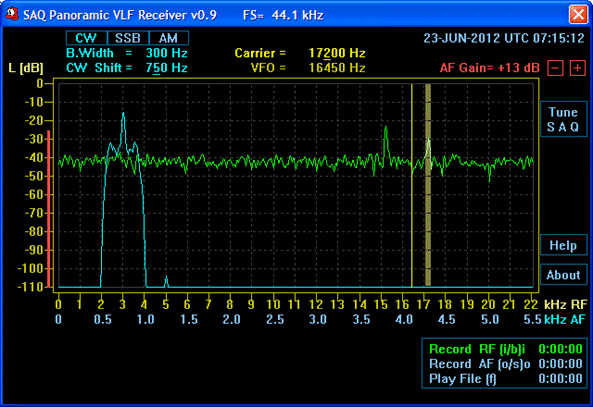 SAQ Panoramic VLF Receiver v0.9 FS= 44.1 kHz
CW SSB AM 23-JUN-2012 UTC 07:15:12
B.Width = 300 Hz Carrier = 17200 Hz
L [dB] CW Shift = 750 Hz VFO = 16450 Hz AF Gain= +13 dB - +
0
-10
-20
-30
-40
-50
-60
-70
-80
-90
-100
-110
Tune
S A Q
Help
About
0 1 2 3 4 5 6 7 8 9 10 11 12 13 14 15 16 17 18 19 20 21 22 kHz RF
0 0.5 1.0 1.5 2.0 2.5 3.0 3.5 4.0 4.5 5.0 5.5 kHz AF
Record RF (i/b)i 0:00:00
Record AF (o/s)o 0:00:00
Play File (f) 0:00:00